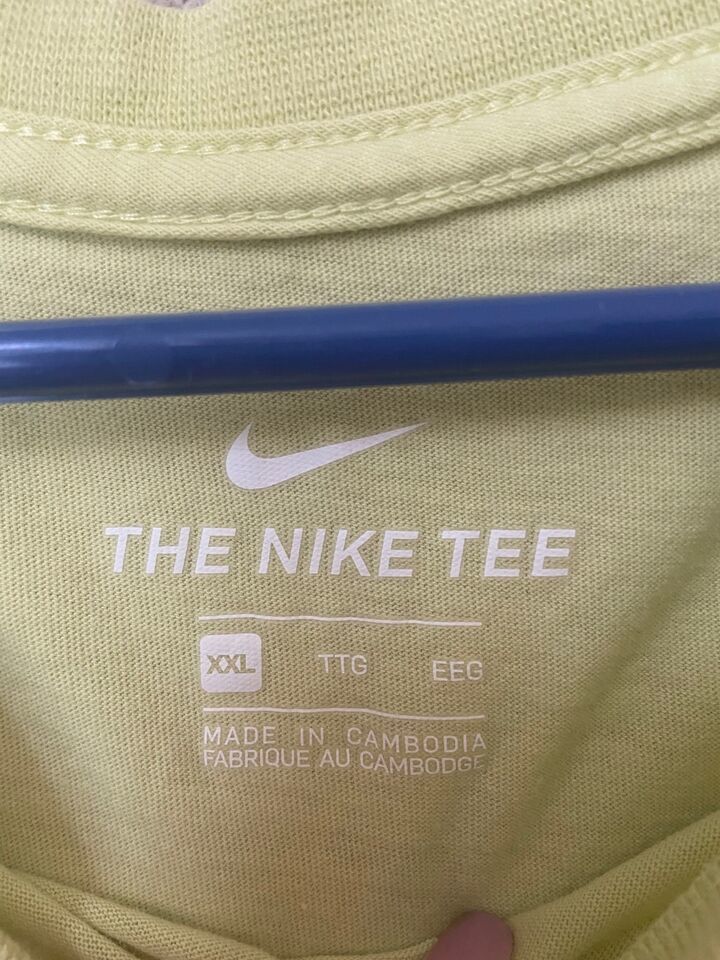 THE NIKE TEE
XXL TTG EEG
MADE IN CAMBODIA
FABRIQUE AU CAMBODGE